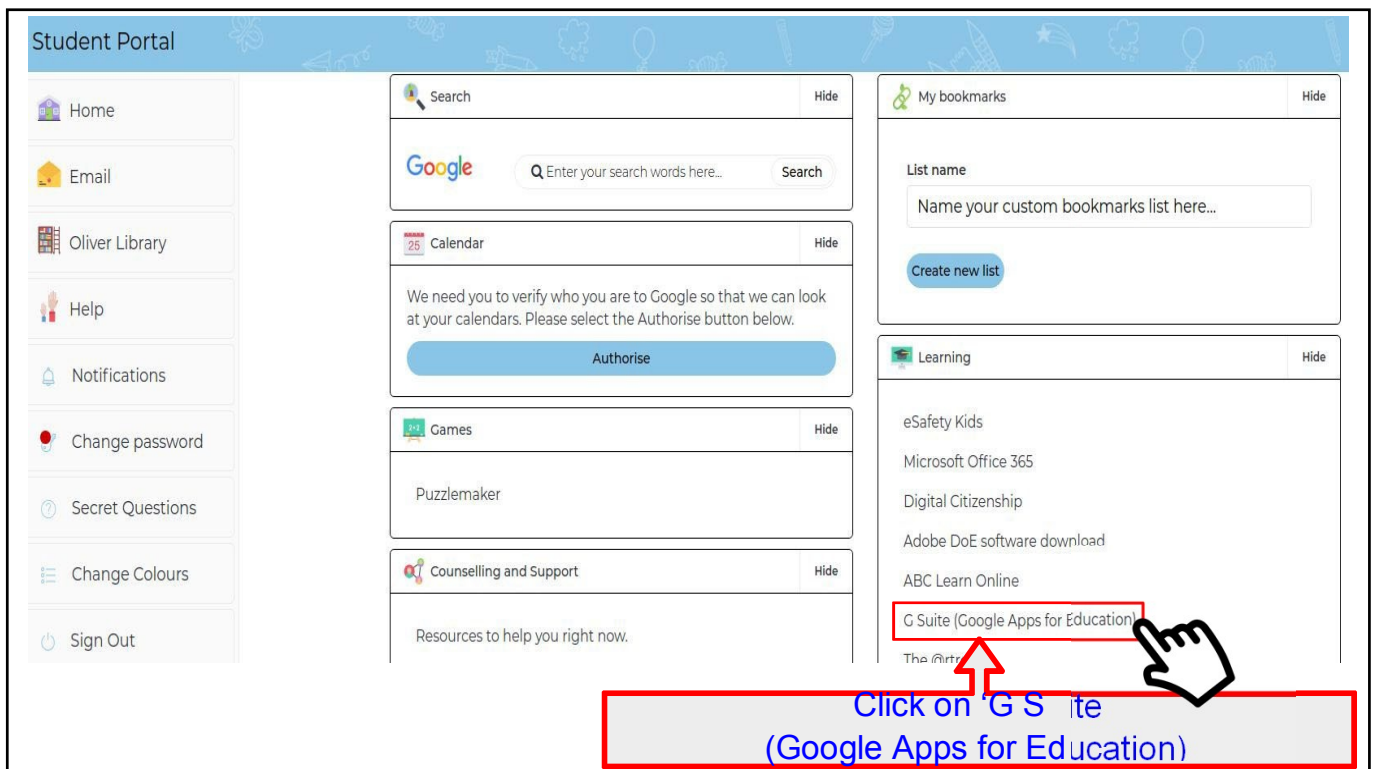 Student Portal
Home
Email
Oliver Library
Help
Notifications
Change password
Secret Questions
Change Colours
Sign Out
Search
Hide
Google
Enter your search words here...
Search
25
Calendar
Hide
We need you to verify who you are to Google so that we can look
at your calendars. Please select the Authorise button below.
Authorise
Games
Hide
Puzzlemaker
Counselling and Support
Hide
Resources to help you right now.
My bookmarks
Hide
List name
Name your custom bookmarks list here...
Create new list
Learning
Hide
eSafety Kids
Microsoft Office 365
Digital Citizenship
Adobe DoE software download
ABC Learn Online
G Suite (Google Apps for Education)
The
Click on ‘G S ite
(Google Apps for Education)